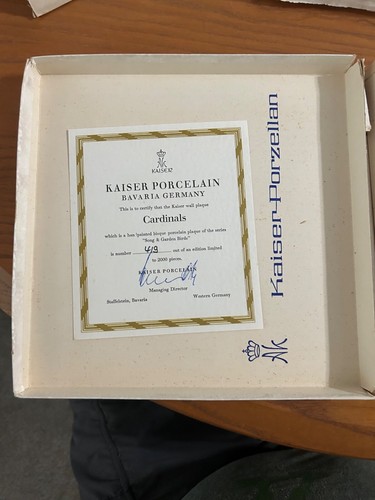 KAISER
KAISER PORCELAIN
BAVARIA GERMANY
This is to certify that the Kaiser wall plaque
Cardinals
which is a han ̇ painted bisque porcelain plaque of the series
"Song & Garden Birds"
is number 413 out of an edition limited
to 2000 pieces.
KAISER PORCELAIN
Managing Director
Staffelstein, Bavaria Western Germany
Kaiser-Porzellan
AK